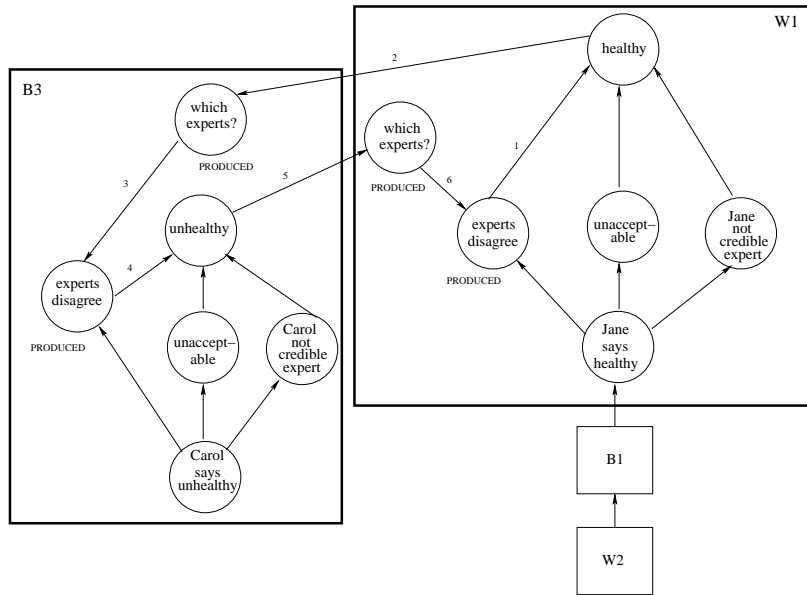 W1
healthy
2
B3
which
experts?
PRODUCED
which
experts?
PRODUCED
1
3
5
6
unhealthy
experts
disagree
PRODUCED
unaccept–
able
Jane
not
credible
expert
4
experts
disagree
PRODUCED
unaccept–
able
Carol
not
credible
expert
Jane
says
healthy
Carol
says
unhealthy
B1
W2